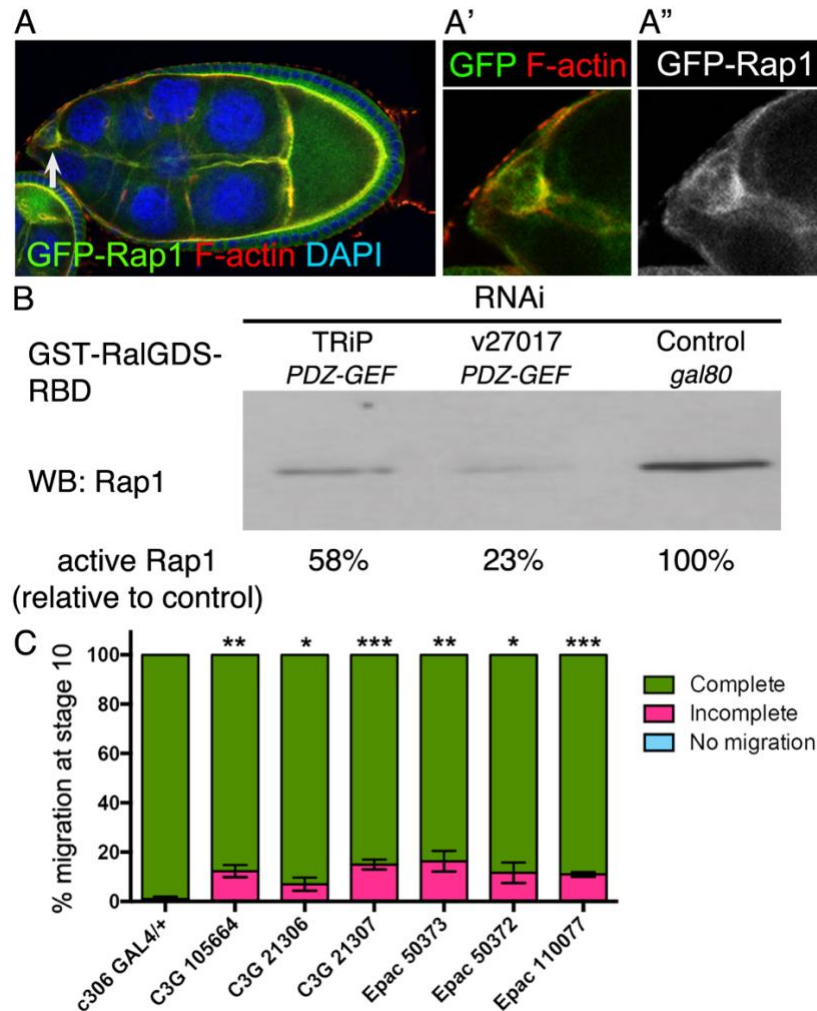 A
GFP-Rap1 F-actin DAPI
A'
GFP F-actin
A"
GFP-Rap1
B
RNAi
GST-RalGDS-
RBD
TRiP
PDZ-GEF
v27017
PDZ-GEF
Control
gal80
WB: Rap1
active Rap1
(relative to control)
58%
23%
100%
C
% migration at stage 10
100
80
60
40
20
0
** * *** ** * ***
c306 GAL4/+
C3G 105664
C3G 21306
C3G 21307
Epac 50373
Epac 50372
Epac 110077
Complete
Incomplete
No migration